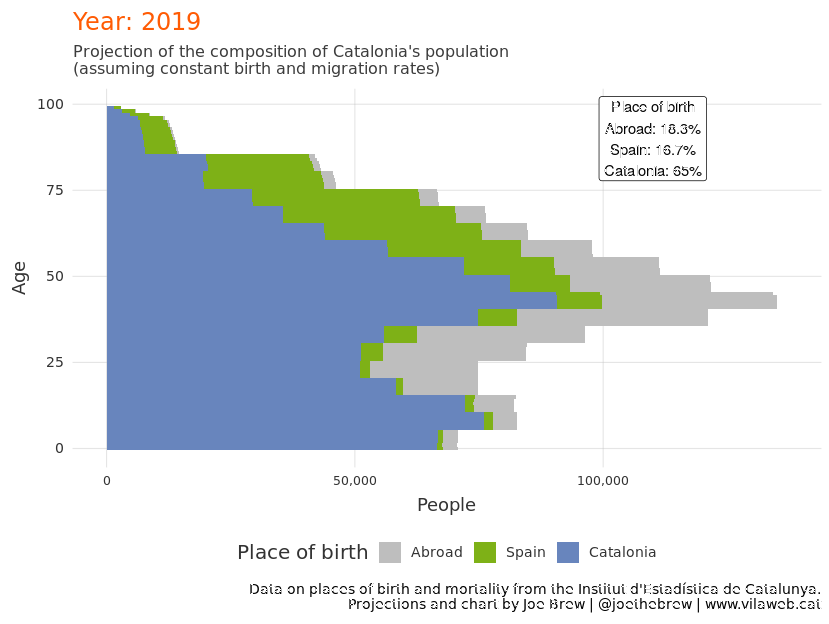 Year: 2019
Projection of the composition of Catalonia's population
(assuming constant birth and migration rates)
Place of birth
Abroad: 18.3%
Spain: 16.7%
Catalonia: 65%
100
75
50
25
0
Age
0 50,000 100,000
People
Place of birth Abroad Spain Catalonia
Data on places of birth and mortality from the Institut d'Estadística de Catalunya.
Projections and chart by Joe Brew | @joethebrew | www.vilaweb.cat